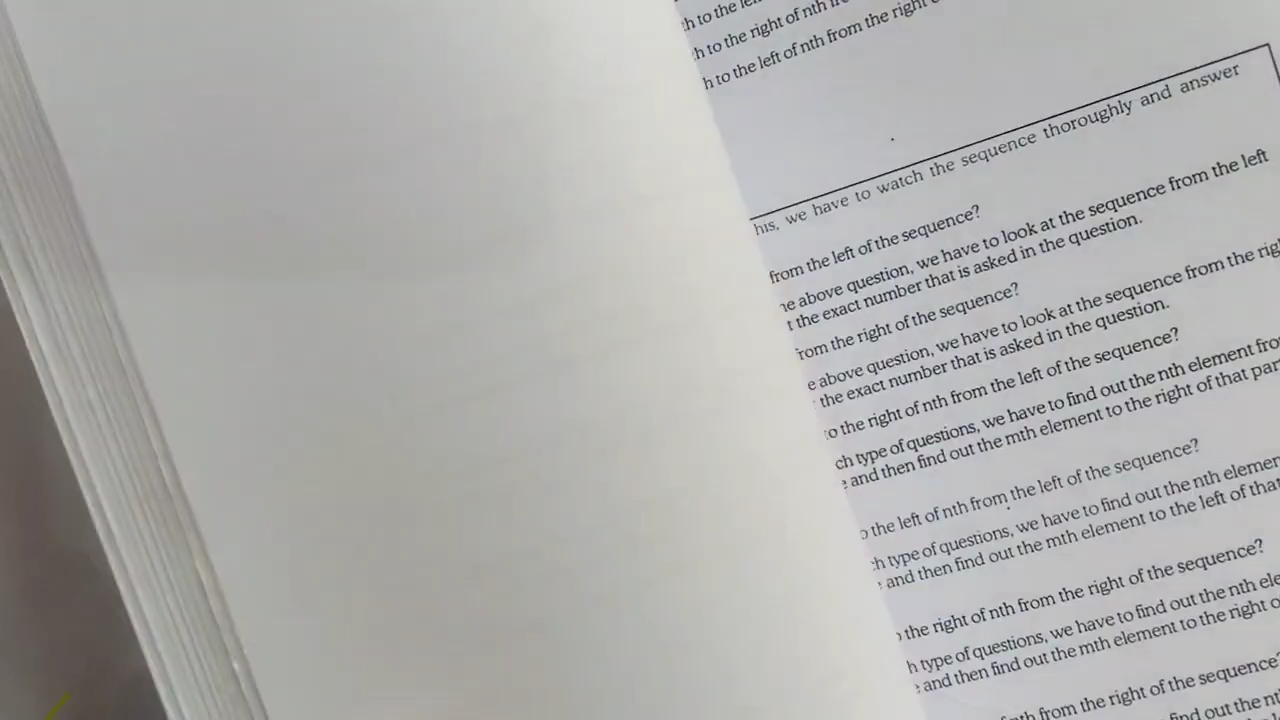 h to the
h to the right of nth
h to the left of nth from the right
his, we have to watch the sequence thoroughly and answer
from the left of the sequence?
he above question, we have to look at the sequence from the left
t the exact number that is asked in the question.
rom the right of the sequence?
e above question, we have to look at the sequence from the
the exact number that is asked in the question.
o the right of nth from the left of the sequence?
ch type of questions, we have to find out the nth element
e and then find out the mth element to the right of that
o the left of nth from the left of the sequence?
h type of questions, we have to find out the nth
and then find out the mth element to the left of that
o the right of nth from the right of the sequence?
h type of questions, we have to find out the nth
and then find out the mth element to the right
nth from the right of the sequence?
find out the